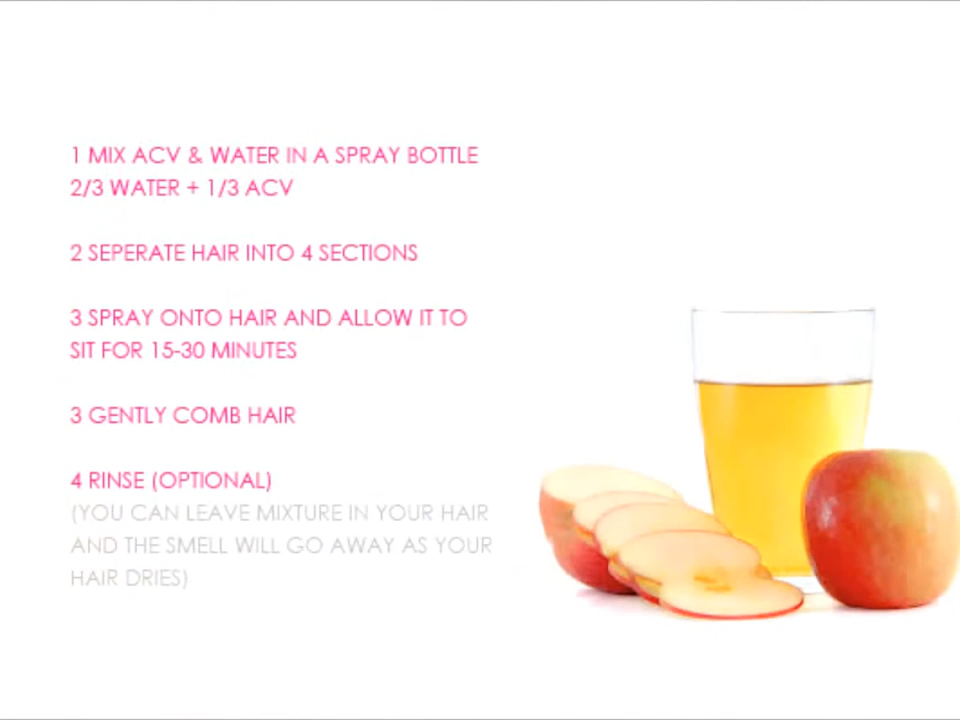 1 MIX ACV & WATER IN A SPRAY BOTTLE
2/3 WATER + 1/3 ACV
2 SEPERATE HAIR INTO 4 SECTIONS
3 SPRAY ONTO HAIR AND ALLOW IT TO
SIT FOR 15-30 MINUTES
3 GENTLY COMB HAIR
4 RINSE (OPTIONAL)
(YOU CAN LEAVE MIXTURE IN YOUR HAIR
AND THE SMELL WILL GO AWAY AS YOUR
HAIR DRIES)